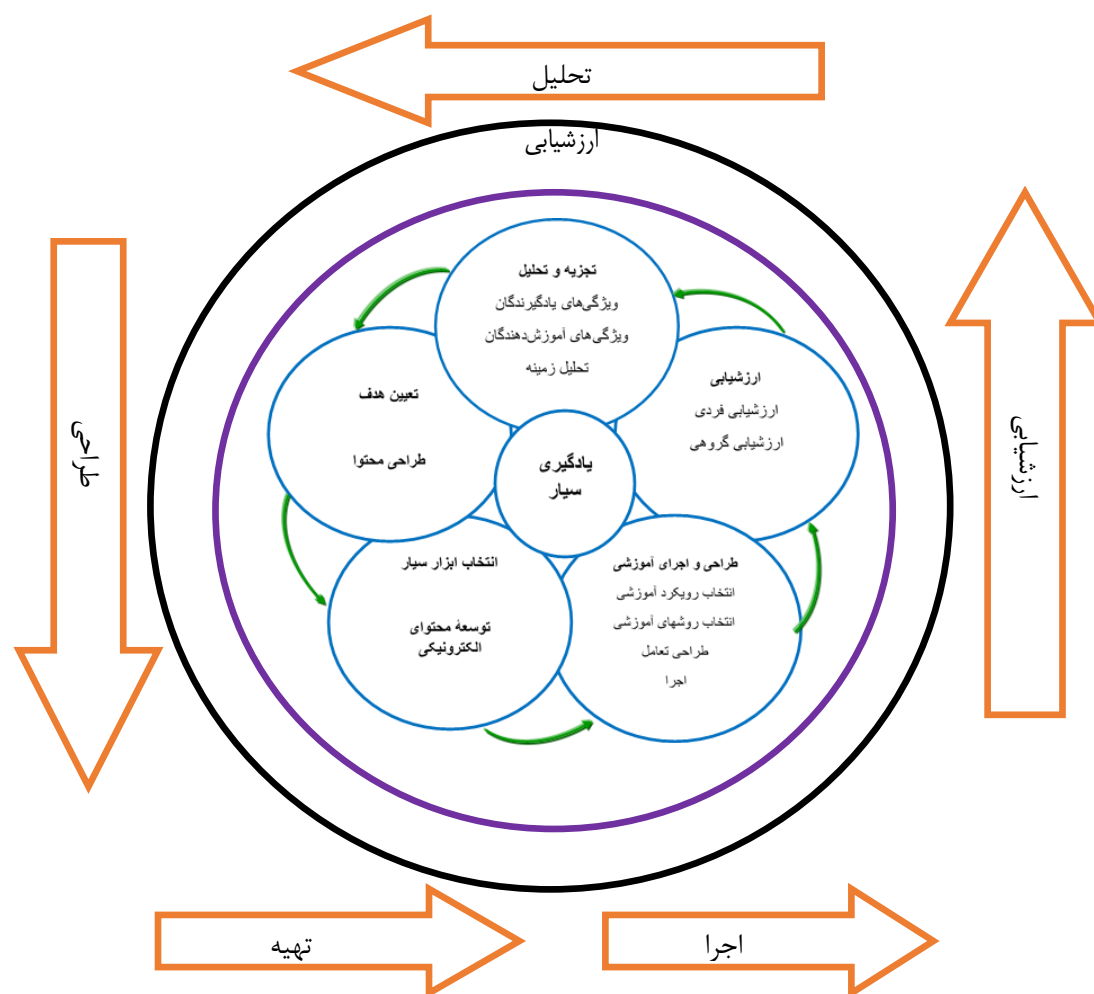 تحلیل
ارزشیابی
تجزیه و تحلیل
ویژگی‌های یادگیرندگان
ویژگی‌های آموزش‌دهندگان
تحلیل زمینه
تعیین هدف
طراحی محتوا
ارزشیابی
ارزشیابی فردی
ارزشیابی گروهی
یادگیری
سیار
انتخاب ابزار سیار
توسعۀ محتوای
الکترونیکی
طراحی و اجرای آموزشی
انتخاب رویکرد آموزشی
انتخاب روشهای آموزشی
طراحی تعامل
اجرا
طراحی
ارزشیابی
تهیه
اجرا